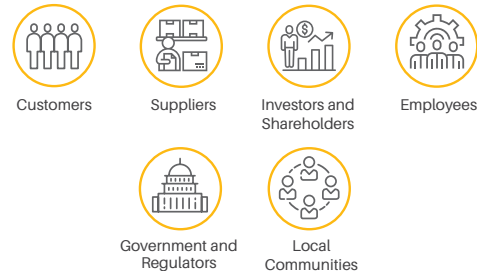 Customers
Suppliers
Investors and
Shareholders
Employees
Government and
Regulators
Local
Communities